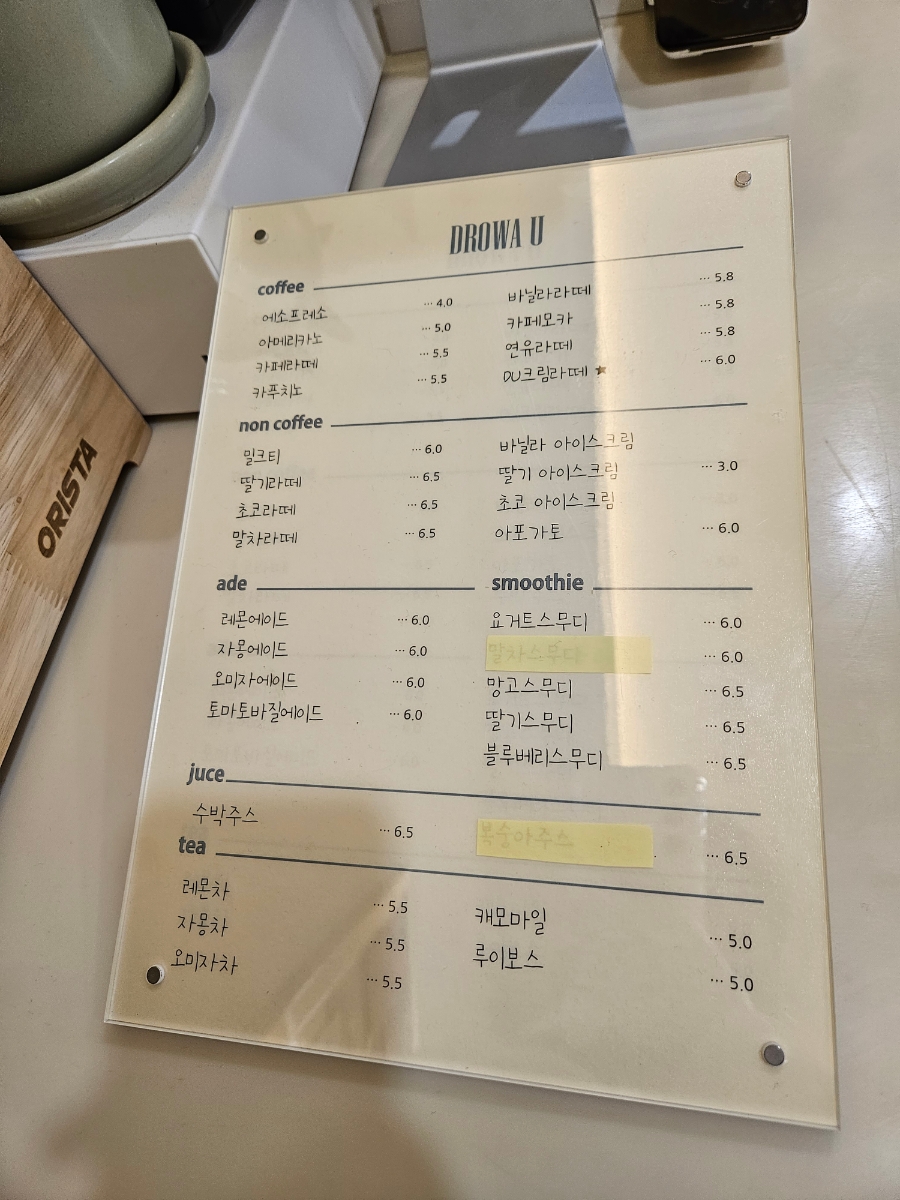 DROWA U
coffee
에소프레소 ··· 4.0
아메리카노 ··· 5.0
카페라떼 ··· 5.5
카푸치노 ··· 5.5
바닐라라떼 ··· 5.8
카페모카 ··· 5.8
연유라떼 ··· 5.8
DU크림라떼 ★ ··· 6.0
non coffee
밀크티 ··· 6.0
딸기라떼 ··· 6.5
초코라떼 ··· 6.5
말차라떼 ··· 6.5
바닐라 아이스크림
딸기 아이스크림 ··· 3.0
초코 아이스크림
아포가토 ··· 6.0
ade
레몬에이드 ··· 6.0
자몽에이드 ··· 6.0
오미자에이드 ··· 6.0
토마토바질에이드 ··· 6.0
smoothie
요거트스무디 ··· 6.0
말차스무디 ··· 6.0
망고스무디 ··· 6.5
딸기스무디 ··· 6.5
블루베리스무디 ··· 6.5
juce
수박주스 ··· 6.5
복숭아주스 ··· 6.5
tea
레몬차 ··· 5.5
자몽차 ··· 5.5
오미자차 ··· 5.5
캐모마일 ··· 5.0
루이보스 ··· 5.0
ORISTA